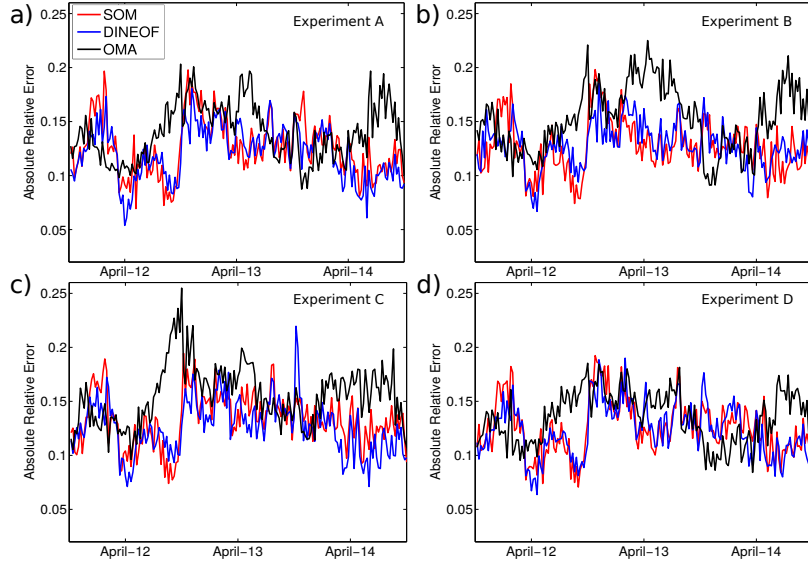 a)
Experiment A
SOM
DINEOF
OMA
Absolute Relative Error
0.25
0.2
0.15
0.1
0.05
April-12
April-13
April-14
b)
Experiment B
Absolute Relative Error
0.25
0.2
0.15
0.1
0.05
April-12
April-13
April-14
c)
Experiment C
Absolute Relative Error
0.25
0.2
0.15
0.1
0.05
April-12
April-13
April-14
d)
Experiment D
Absolute Relative Error
0.25
0.2
0.15
0.1
0.05
April-12
April-13
April-14